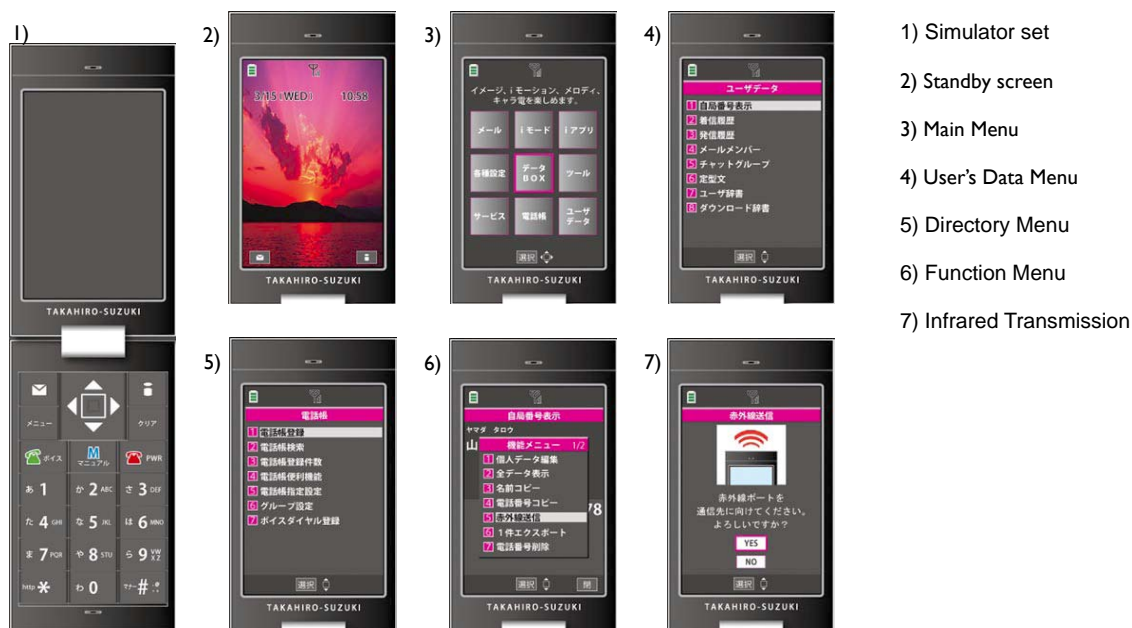 1)
TAKAHIRO-SUZUKI
メニュー
クリア
ボイス
M
マニュアル
PWR
あ 1
か 2 ABC
さ 3 DEF
た 4 GHI
な 5 JKL
は 6 MNO
ま 7 PQR
や 8 STU
ら 9 WXYZ
http *
わ 0
マナー #
2)
3/15 (WED) 10:58
TAKAHIRO-SUZUKI
3)
イメージ、iモーション、メロディ、
キャラ電を楽しめます。
メール iモード iアプリ
各種設定 データBOX ツール
サービス 電話帳 ユーザデータ
選択
TAKAHIRO-SUZUKI
4)
ユーザデータ
1 自局番号表示
2 着信履歴
3 発信履歴
4 メールメンバー
5 チャットグループ
6 定型文
7 ユーザ辞書
8 ダウンロード辞書
選択
TAKAHIRO-SUZUKI
5)
電話帳
1 電話帳登録
2 電話帳検索
3 電話帳登録件数
4 電話帳便利機能
5 電話帳指定設定
6 グループ設定
7 ボイスダイヤル登録
選択
TAKAHIRO-SUZUKI
6)
自局番号表示
ヤマダ タロウ
山
機能メニュー 1/2
1 個人データ編集
2 全データ表示
3 名前コピー
4 電話番号コピー
78
5 赤外線送信
6 1件エクスポート
7 電話番号削除
選択 閉
TAKAHIRO-SUZUKI
7)
赤外線送信
赤外線ポートを
通信先に向けてください。
よろしいですか？
YES
NO
TAKAHIRO-SUZUKI
1) Simulator set
2) Standby screen
3) Main Menu
4) User's Data Menu
5) Directory Menu
6) Function Menu
7) Infrared Transmission